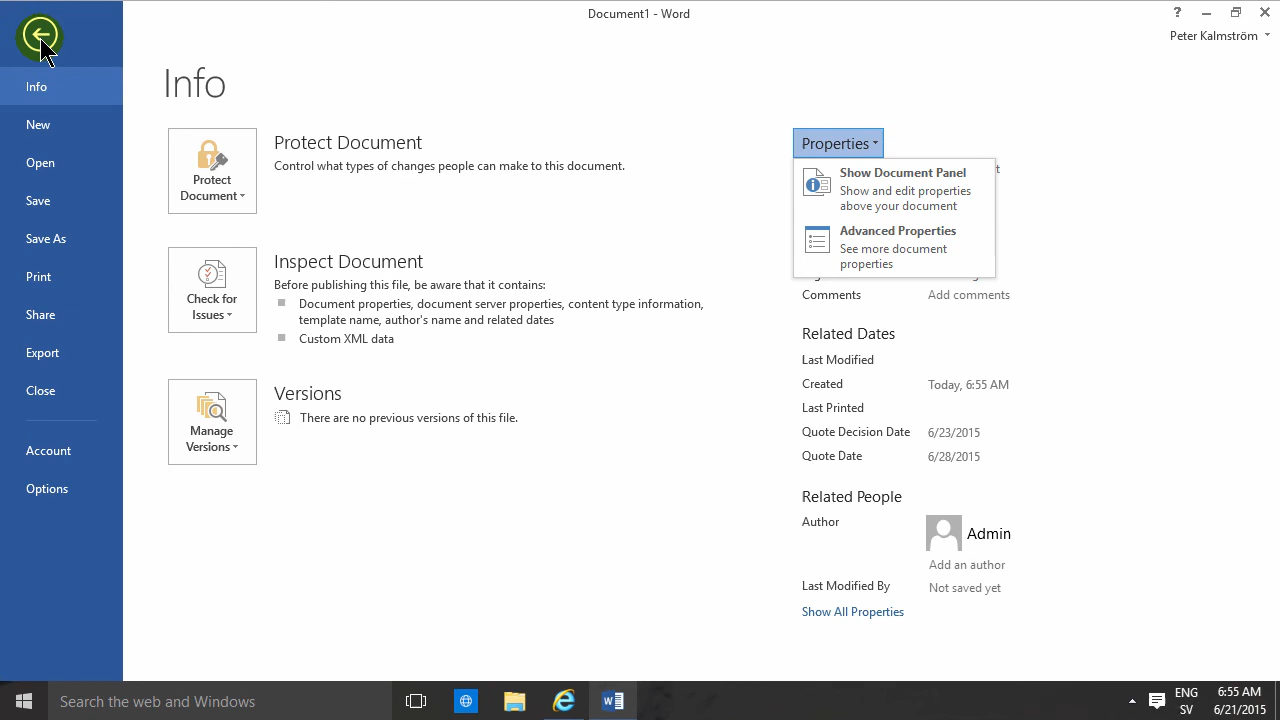 Document1 - Word
?
Peter Kalmström
Info
New
Open
Save
Save As
Print
Share
Export
Close
Account
Options
Info
Protect Document
Protect Document
Control what types of changes people can make to this document.
Check for Issues
Inspect Document
Before publishing this file, be aware that it contains:
Document properties, document server properties, content type information,
template name, author's name and related dates
Custom XML data
Manage Versions
Versions
There are no previous versions of this file.
Properties
Show Document Panel
Show and edit properties
above your document
Advanced Properties
See more document
properties
Comments Add comments
Related Dates
Last Modified
Created Today, 6:55 AM
Last Printed
Quote Decision Date 6/23/2015
Quote Date 6/28/2015
Related People
Author Admin
Add an author
Last Modified By Not saved yet
Show All Properties
Search the web and Windows
ENG
SV
6:55 AM
6/21/2015